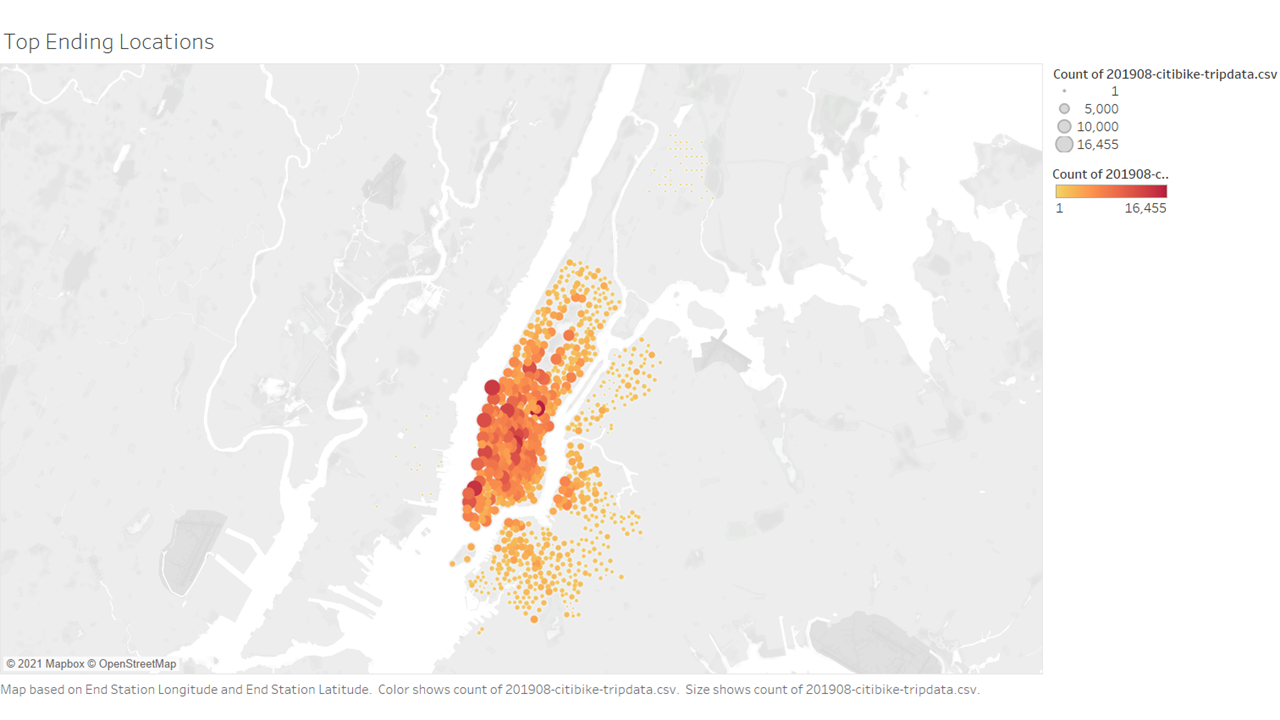 Top Ending Locations
Count of 201908-citibike-tripdata.csv
1
5,000
10,000
16,455
Count of 201908-c..
1 16,455
© 2021 Mapbox © OpenStreetMap
Map based on End Station Longitude and End Station Latitude. Color shows count of 201908-citibike-tripdata.csv. Size shows count of 201908-citibike-tripdata.csv.